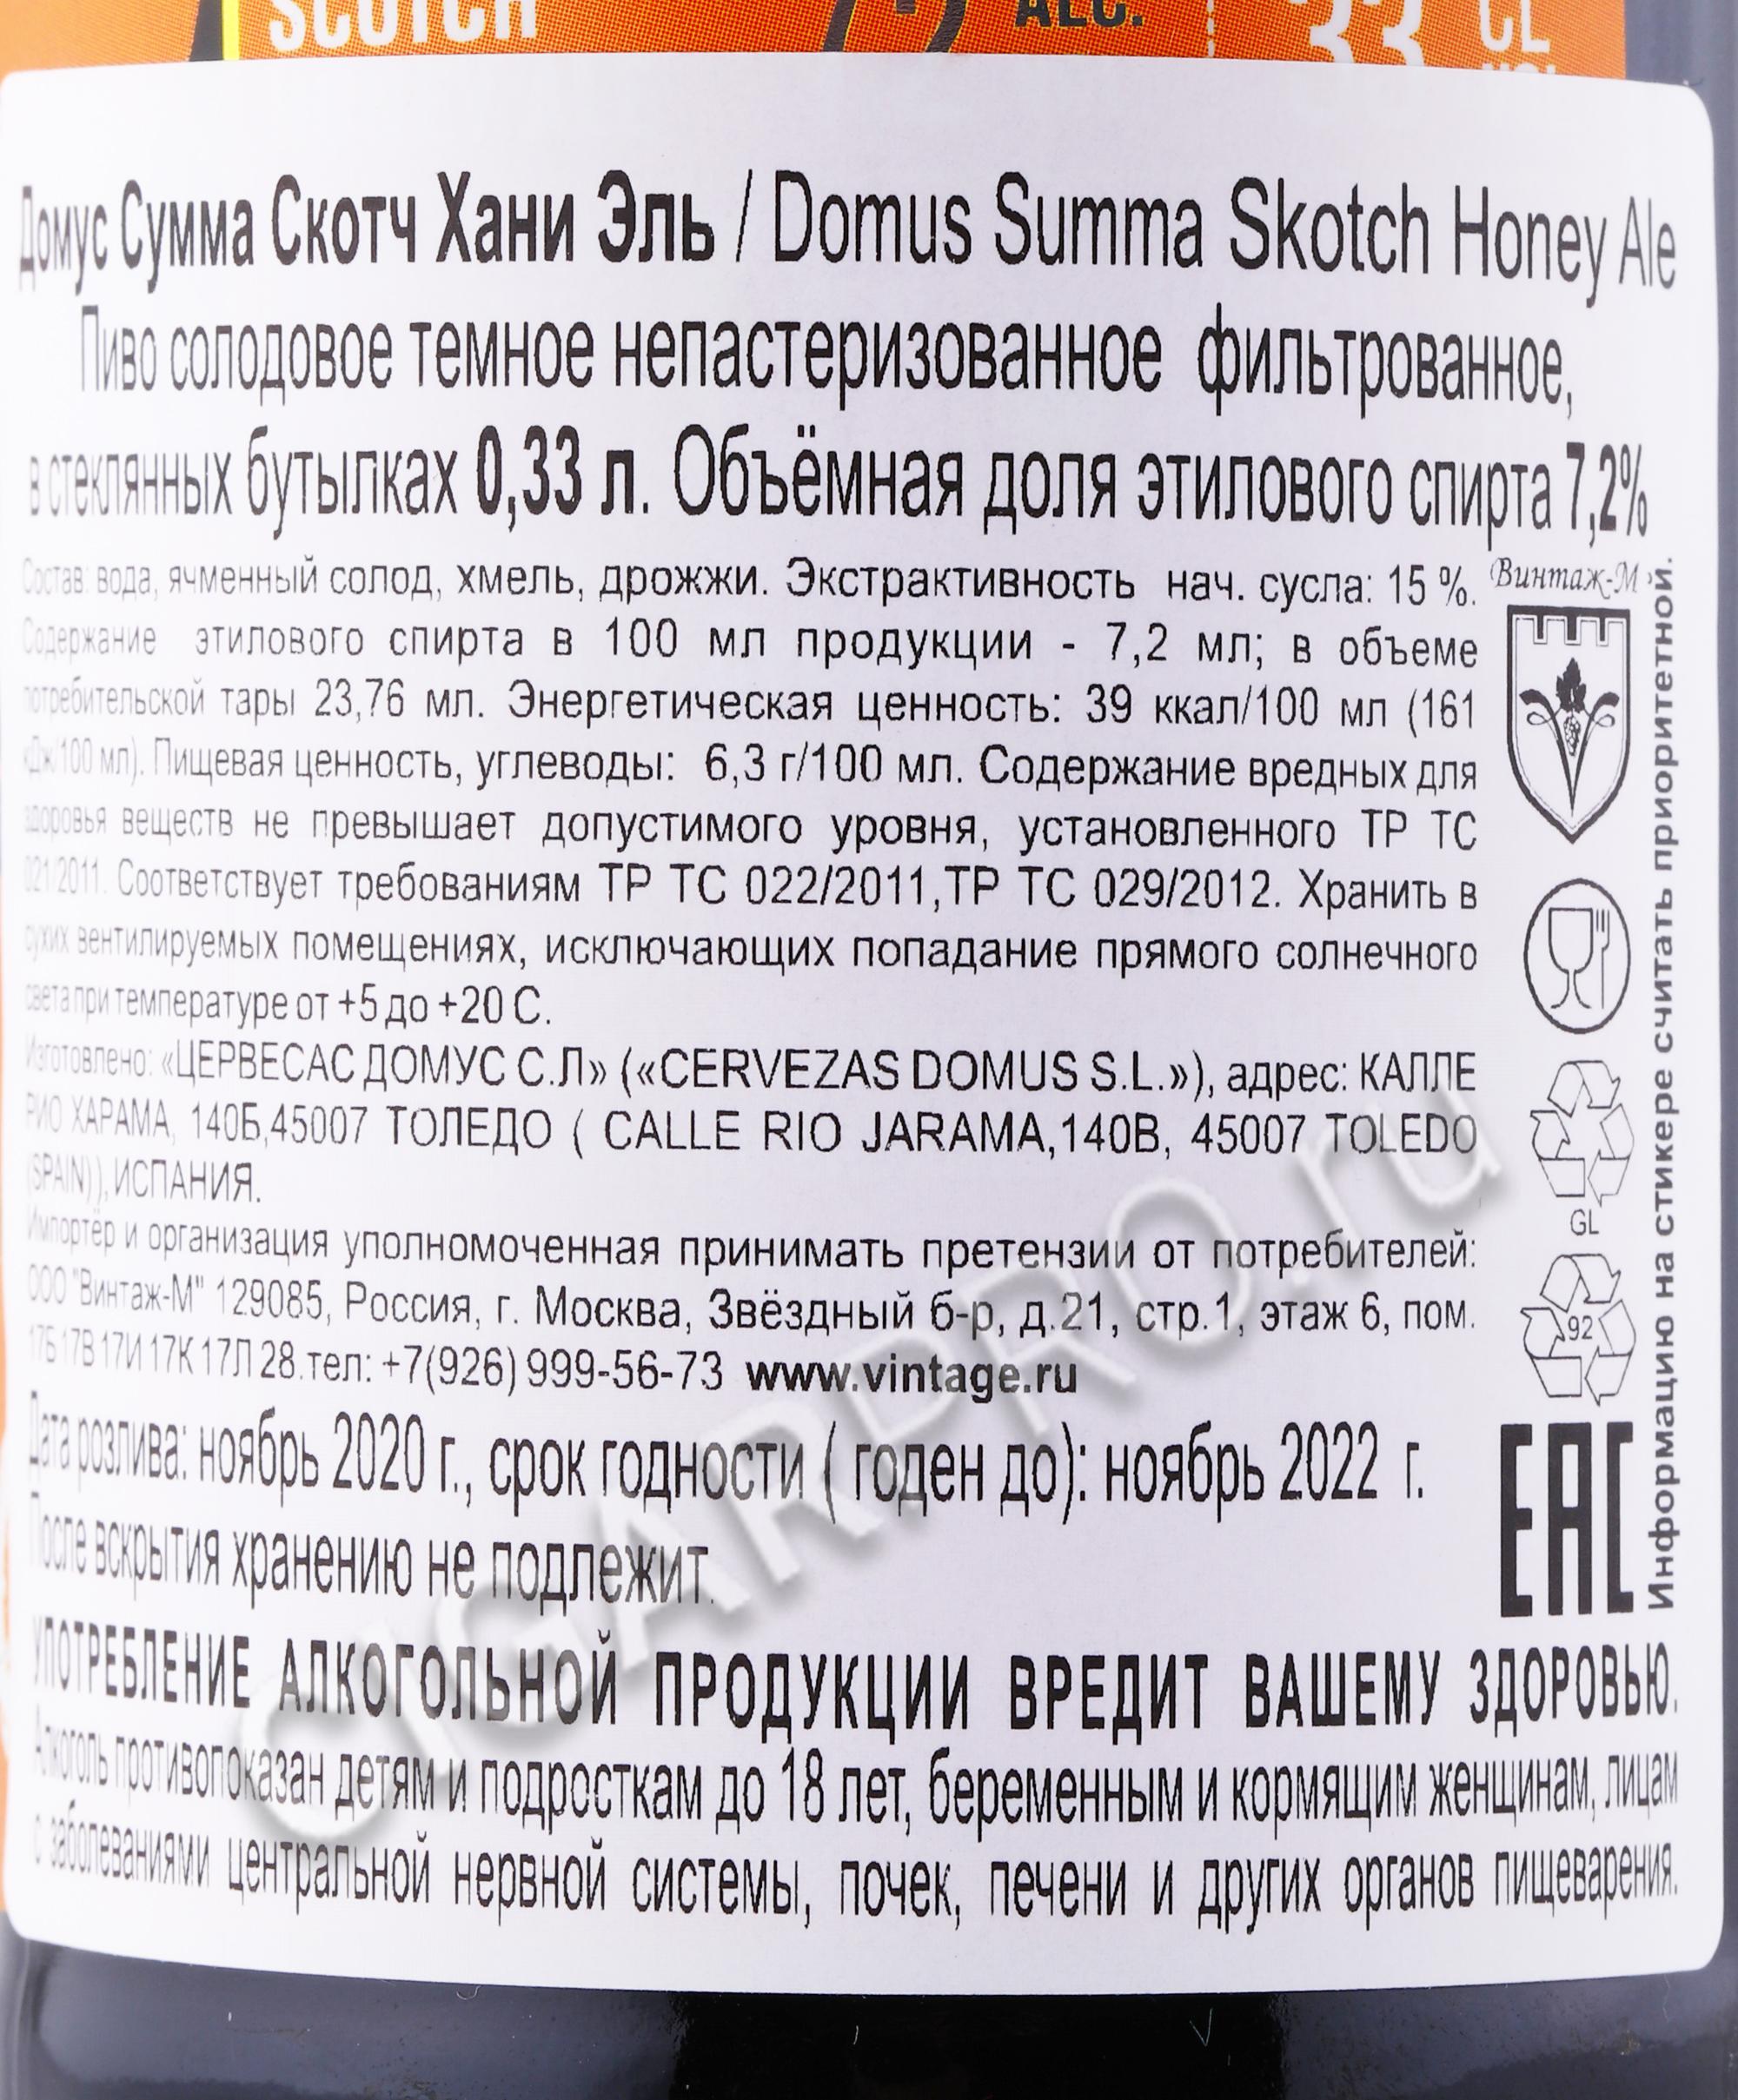 SCOTCH 7,2 ALC. 33 CL
Домус Сумма Скотч Хани Эль / Domus Summa Skotch Honey Ale
Пиво солодовое темное непастеризованное фильтрованное,
в стеклянных бутылках 0,33 л. Объёмная доля этилового спирта 7,2%
Состав: вода, ячменный солод, хмель, дрожжи. Экстрактивность нач. сусла: 15 %.
Содержание этилового спирта в 100 мл продукции - 7,2 мл; в объеме
потребительской тары 23,76 мл. Энергетическая ценность: 39 ккал/100 мл (161
кДж/100 мл). Пищевая ценность, углеводы: 6,3 г/100 мл. Содержание вредных для
здоровья веществ не превышает допустимого уровня, установленного ТР ТС
021/2011. Соответствует требованиям ТР ТС 022/2011,ТР ТС 029/2012. Хранить в
сухих вентилируемых помещениях, исключающих попадание прямого солнечного
света при температуре от +5 до +20 С.
Изготовлено: «ЦЕРВЕСАС ДОМУС С.Л» («CERVEZAS DOMUS S.L.»), адрес: КАЛЛЕ
РИО ХАРАМА, 140Б,45007 ТОЛЕДО ( CALLE RIO JARAMA,140B, 45007 TOLEDO
(SPAIN)), ИСПАНИЯ.
Импортёр и организация уполномоченная принимать претензии от потребителей:
ООО "Винтаж-М" 129085, Россия, г. Москва, Звёздный б-р, д.21, стр.1, этаж 6, пом.
17Б 17В 17И 17К 17Л 28.тел: +7(926) 999-56-73 www.vintage.ru
Дата розлива: ноябрь 2020 г., срок годности ( годен до): ноябрь 2022 г.
После вскрытия хранению не подлежит.
УПОТРЕБЛЕНИЕ АЛКОГОЛЬНОЙ ПРОДУКЦИИ ВРЕДИТ ВАШЕМУ ЗДОРОВЬЮ.
Алкоголь противопоказан детям и подросткам до 18 лет, беременным и кормящим женщинам, лицам
с заболеваниями центральной нервной системы, почек, печени и других органов пищеварения.
Винтаж-М
GL
92
EAC
Информацию на стикере считать приоритетной.
CIGARPRO.ru